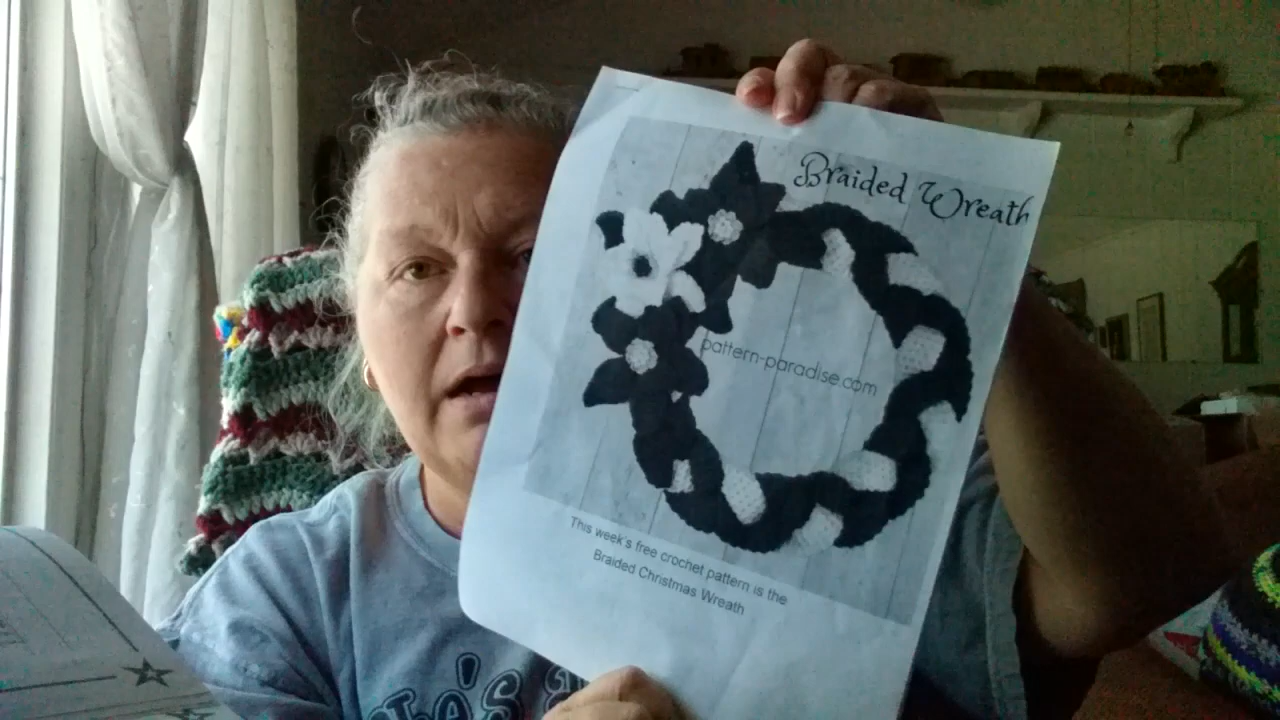 Braided Wreath
pattern-paradise.com
This week's free crochet pattern is the
Braided Christmas Wreath